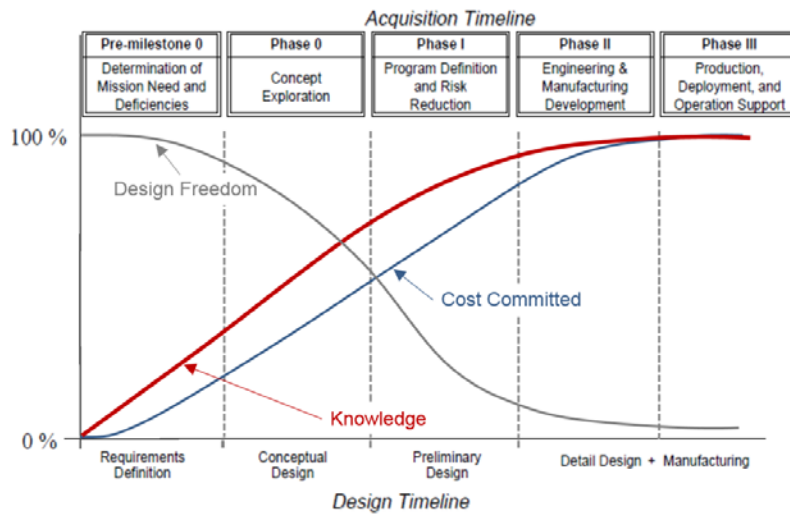 Acquisition Timeline
Pre-milestone 0
Determination of
Mission Need and
Deficiencies
Phase 0
Concept
Exploration
Phase I
Program Definition
and Risk
Reduction
Phase II
Engineering &
Manufacturing
Development
Phase III
Production,
Deployment, and
Operation Support
100 %
Design Freedom
Cost Committed
Knowledge
0 %
Requirements
Definition
Conceptual
Design
Preliminary
Design
Detail Design + Manufacturing
Design Timeline